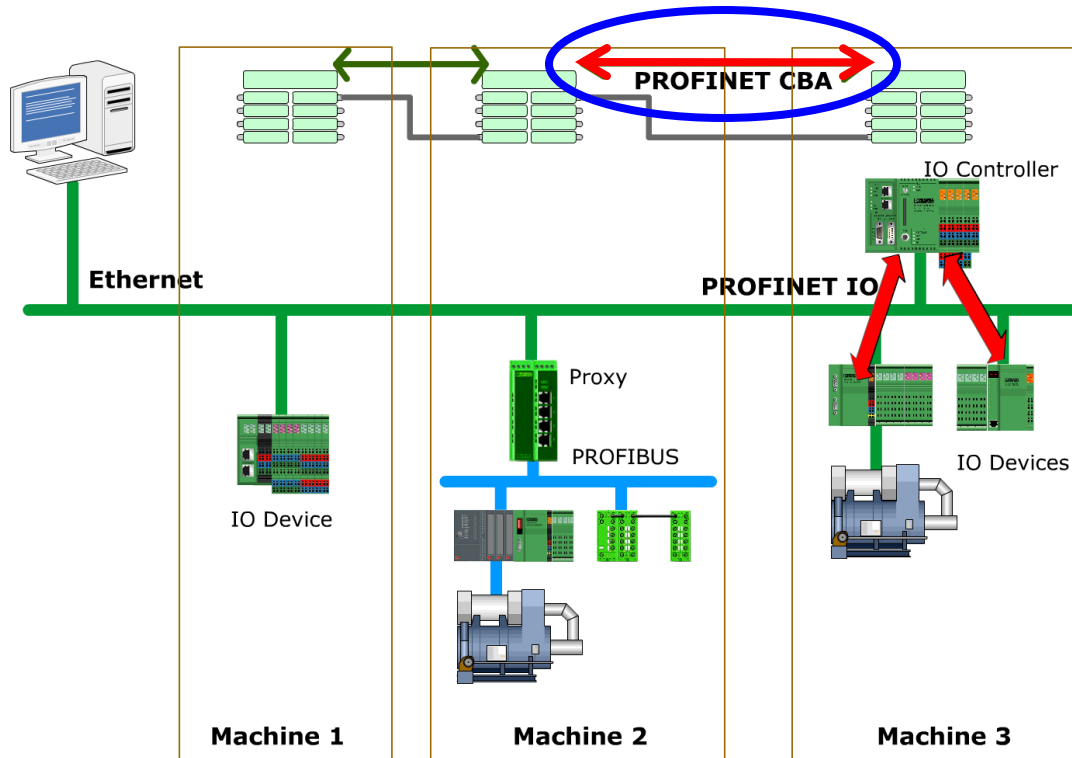 PROFINET CBA
IO Controller
Ethernet
PROFINET IO
Proxy
PROFIBUS
IO Devices
IO Device
Machine 1
Machine 2
Machine 3